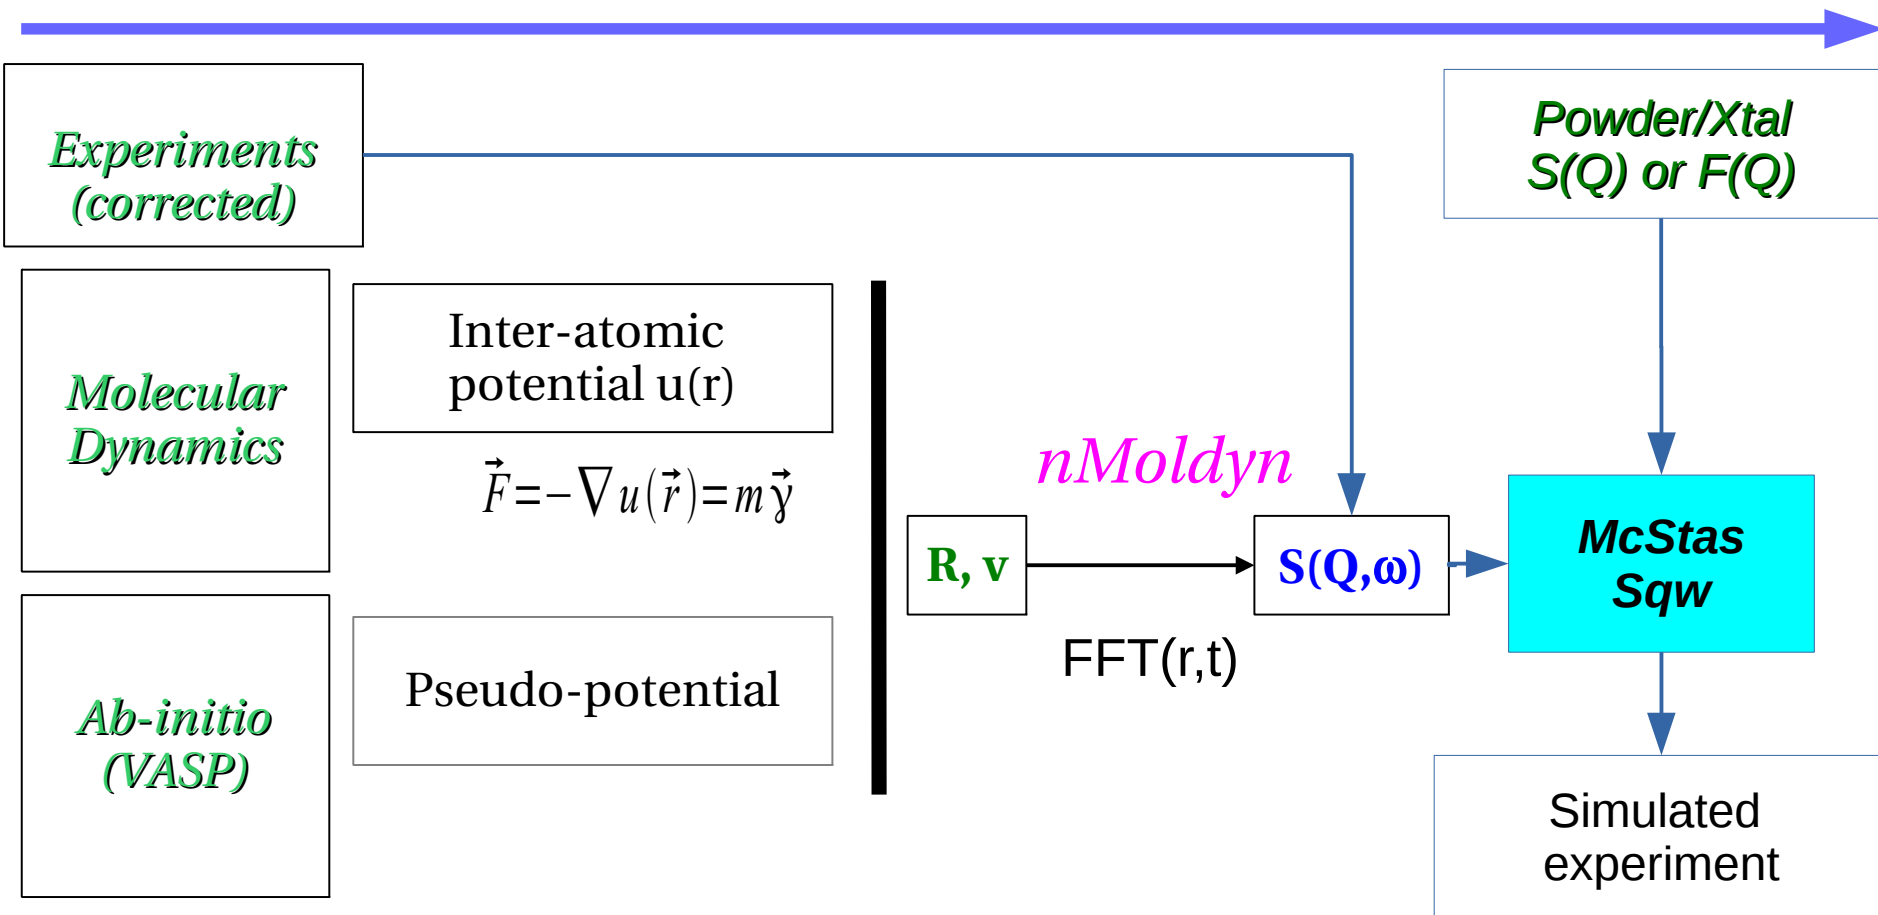 Experiments
(corrected)
Powder/Xtal
S(Q) or F(Q)
Molecular
Dynamics
Inter-atomic
potential u(r)
F⃗=−∇u(r⃗)=mγ⃗
nMoldyn
R, v
S(Q,ω)
McStas
Sqw
FFT(r,t)
Ab-initio
(VASP)
Pseudo-potential
Simulated
experiment